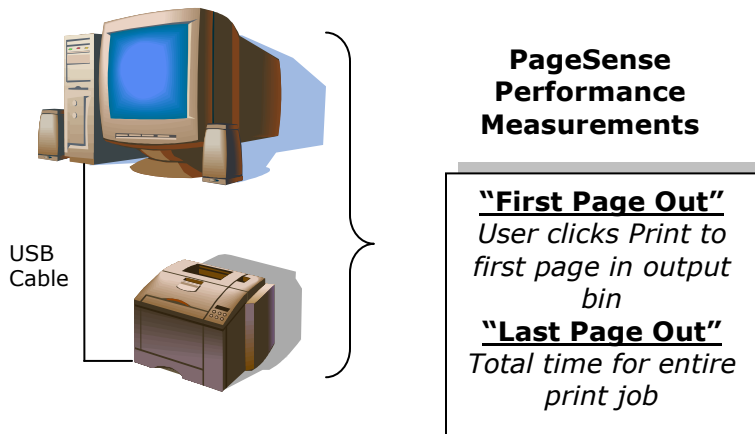 PageSense
Performance
Measurements
“First Page Out”
User clicks Print to
first page in output
bin
“Last Page Out”
Total time for entire
print job
USB
Cable